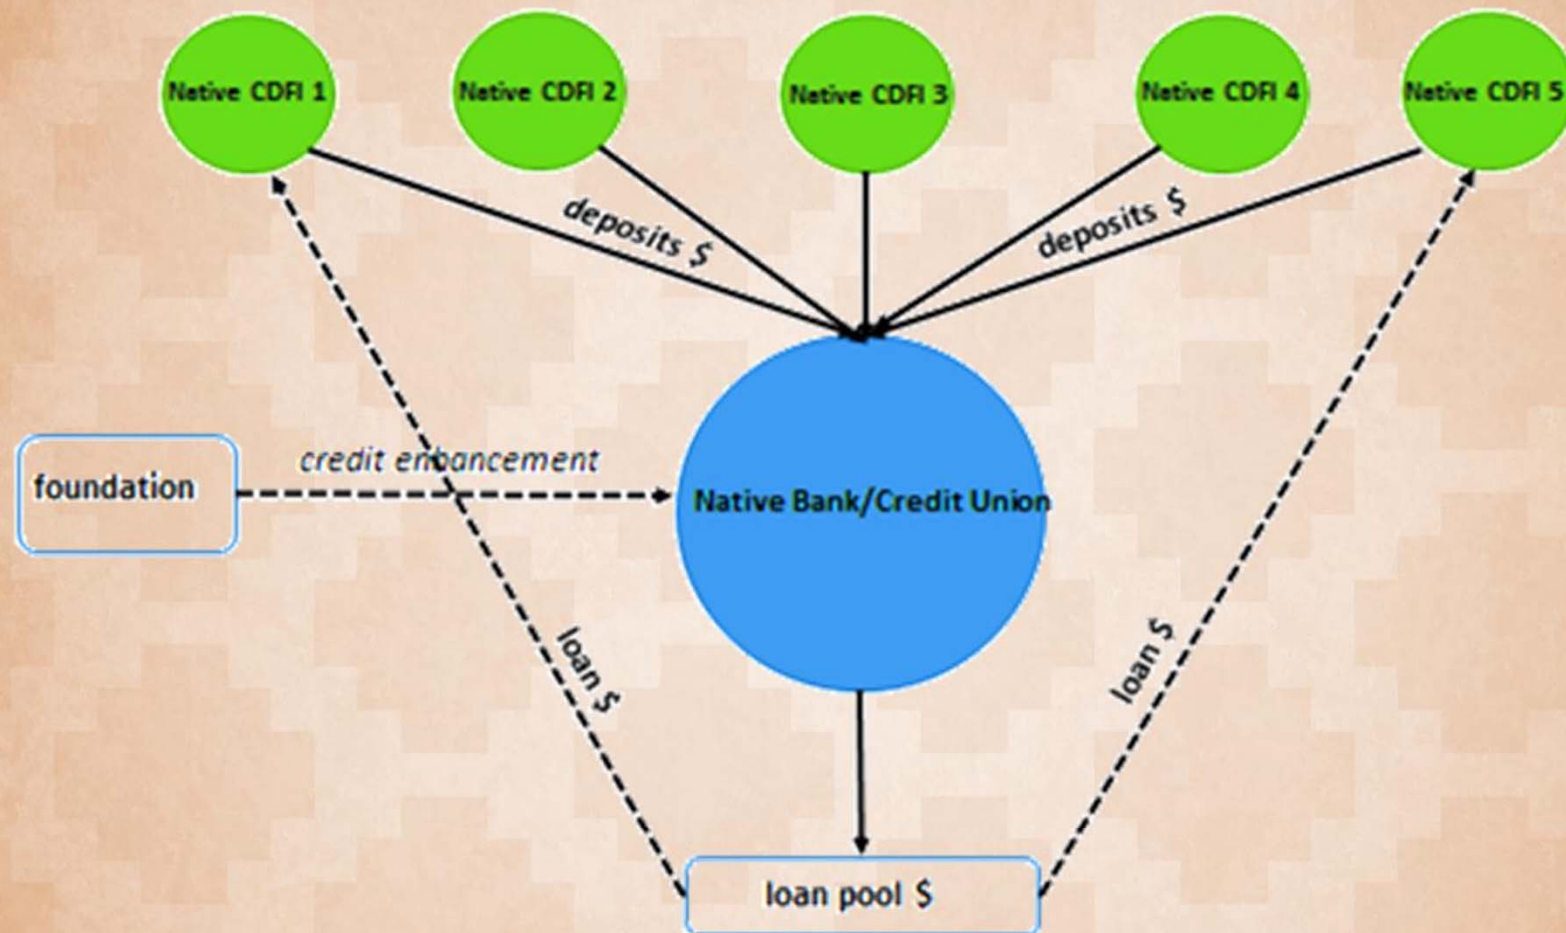 Native CDFI 1
Native CDFI 2
Native CDFI 3
Native CDFI 4
Native CDFI 5
deposits $
deposits $
foundation
credit enhancement
Native Bank/Credit Union
loan $
loan $
loan pool $